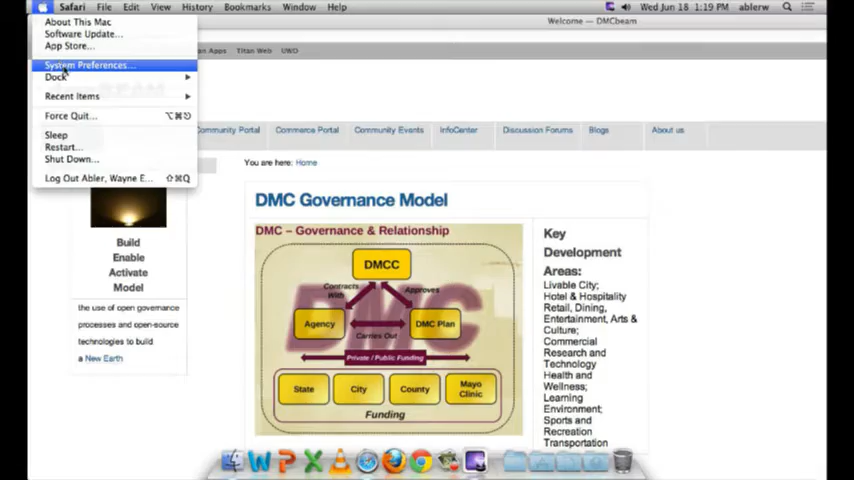 Safari File Edit View History Bookmarks Window Help Wed Jun 18 1:19 PM ablerw
Welcome — DMCbeam
About This Mac
Software Update...
App Store...
System Preferences...
Dock
Recent Items
Force Quit... ⌥⌘⎋
Sleep
Restart...
Shut Down...
Log Out Abler, Wayne E... ⇧⌘Q
an Apps Titan Web UWO
ommunity Portal Commerce Portal Community Events InfoCenter Discussion Forums Blogs About us
You are here: Home
DMC Governance Model
Build
Enable
Activate
Model
the use of open governance
processes and open-source
technologies to build
a New Earth
DMC – Governance & Relationship
DMC
DMCC
Contracts With
Approves
Agency
DMC Plan
Carries Out
Private / Public Funding
State
City
County
Mayo Clinic
Funding
Key
Development
Areas:
Livable City;
Hotel & Hospitality
Retail, Dining,
Entertainment, Arts &
Culture;
Commercial
Research and
Technology
Health and
Wellness;
Learning
Environment;
Sports and
Recreation
Transportation